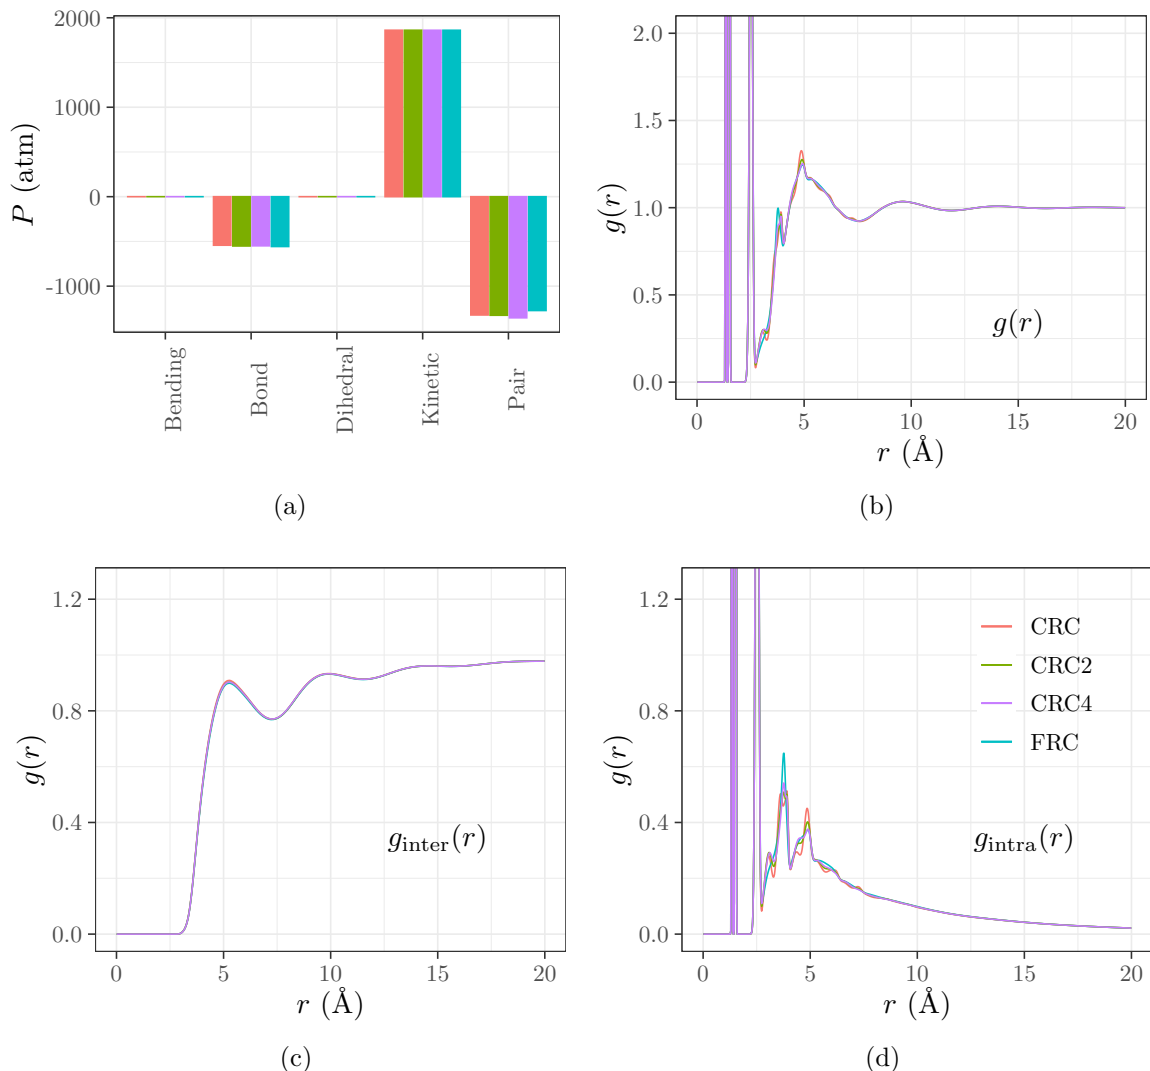 2000
1000
0
-1000
P (atm)
Bending
Bond
Dihedral
Kinetic
Pair
(a)
2.0
1.5
1.0
0.5
0.0
g(r)
g(r)
0
5
10
15
20
r (Å)
(b)
1.2
0.8
0.4
0.0
g(r)
g_inter(r)
0
5
10
15
20
r (Å)
(c)
1.2
0.8
0.4
0.0
g(r)
CRC
CRC2
CRC4
FRC
g_intra(r)
0
5
10
15
20
r (Å)
(d)